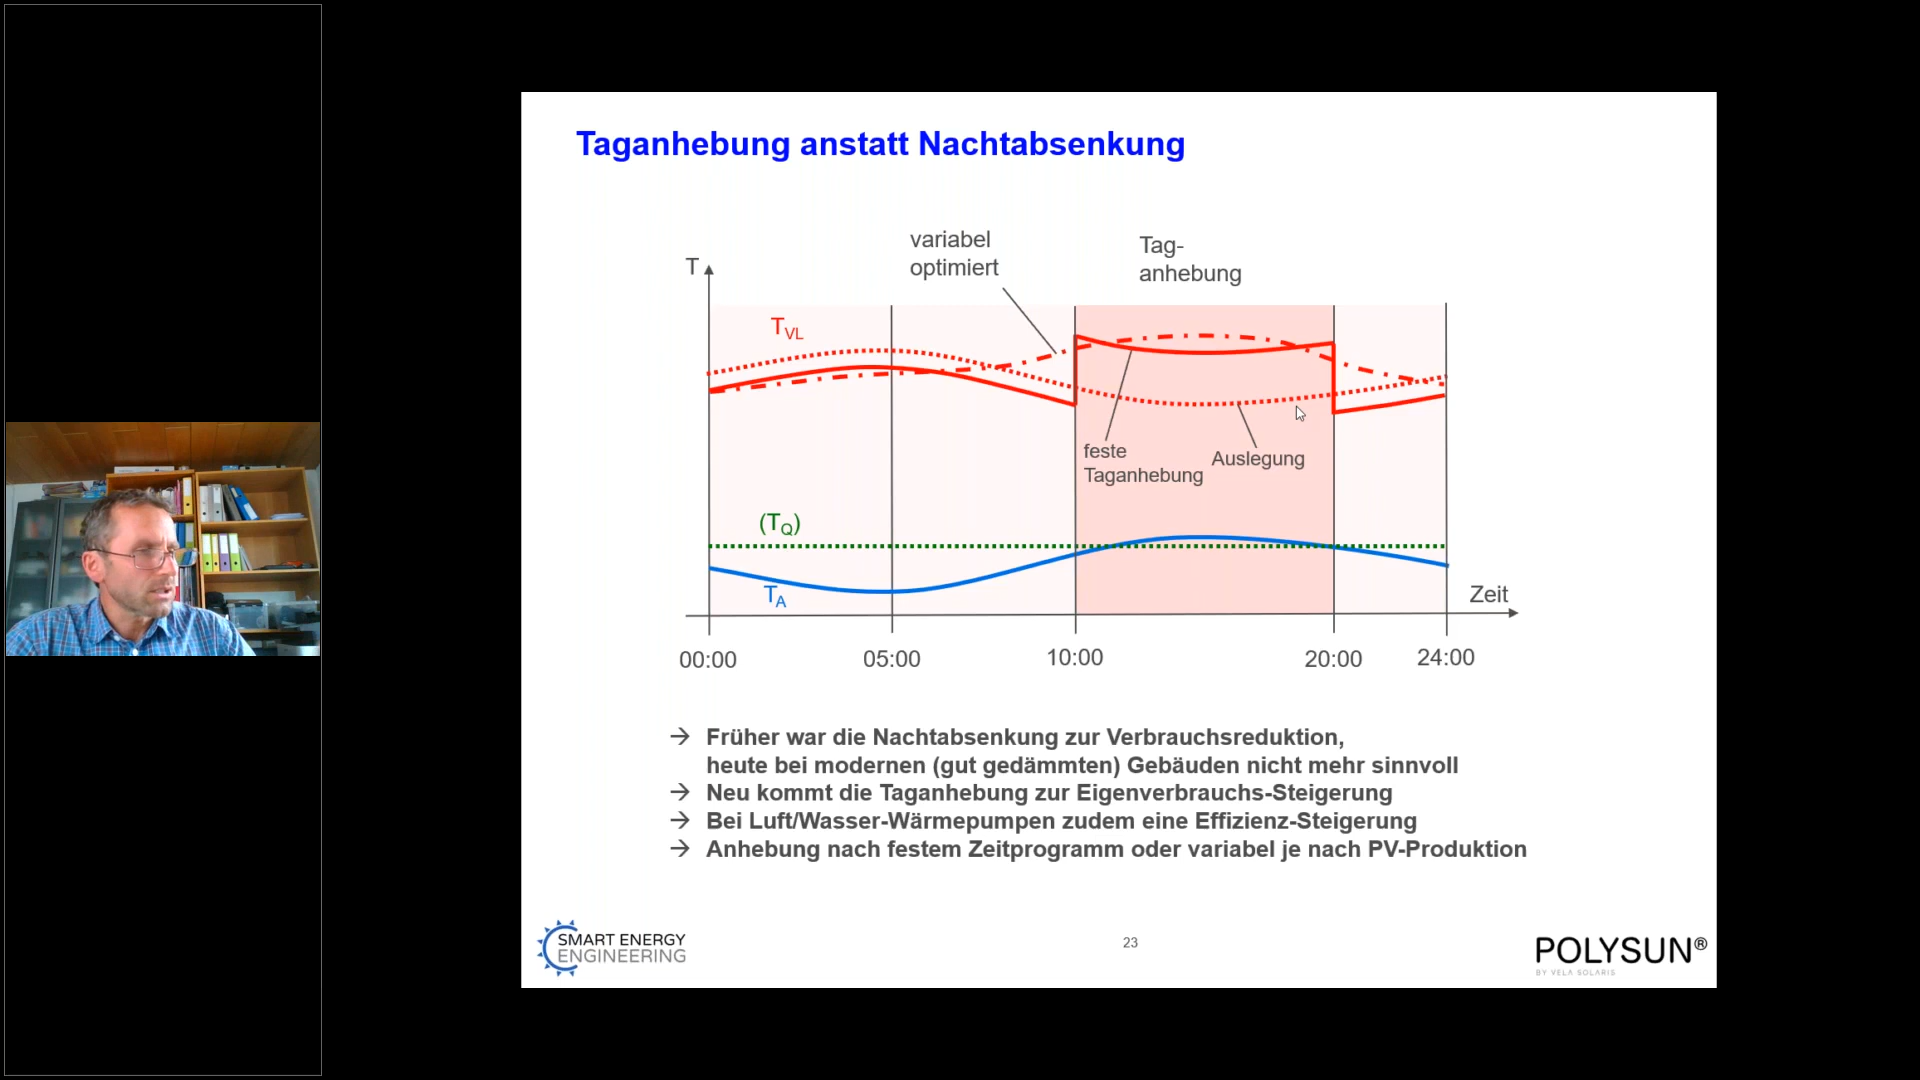 Taganhebung anstatt Nachtabsenkung
variabel
optimiert
Tag-
anhebung
T
TVL
feste
Taganhebung
Auslegung
(TQ)
TA
Zeit
00:00
05:00
10:00
20:00
24:00
→ Früher war die Nachtabsenkung zur Verbrauchsreduktion,
heute bei modernen (gut gedämmten) Gebäuden nicht mehr sinnvoll
→ Neu kommt die Taganhebung zur Eigenverbrauchs-Steigerung
→ Bei Luft/Wasser-Wärmepumpen zudem eine Effizienz-Steigerung
→ Anhebung nach festem Zeitprogramm oder variabel je nach PV-Produktion
SMART ENERGY
ENGINEERING
23
POLYSUN®
BY VELA SOLARIS